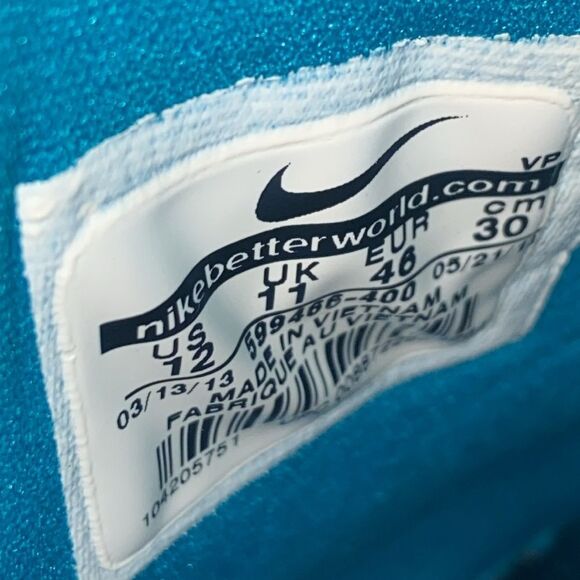 VP
nikebetterworld.com
US UK EUR cm
12 11 46 30
03/13/13 599466-400 05/21/
MADE IN VIETNAM
FABRIQUE AU VIETNAM
104205751